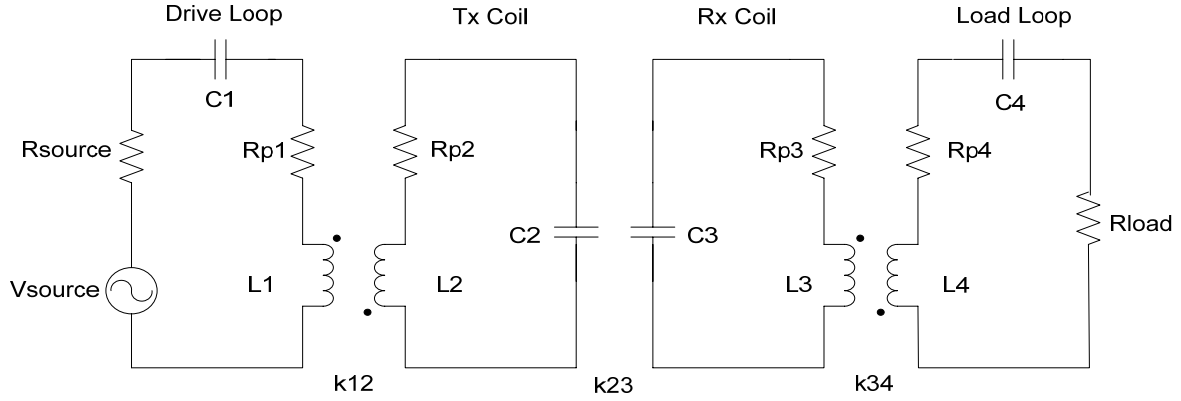 Drive Loop
Tx Coil
Rx Coil
Load Loop
C1
C4
Rsource
Rp1
Rp2
Rp3
Rp4
C2
C3
Rload
Vsource
L1
L2
L3
L4
k12
k23
k34